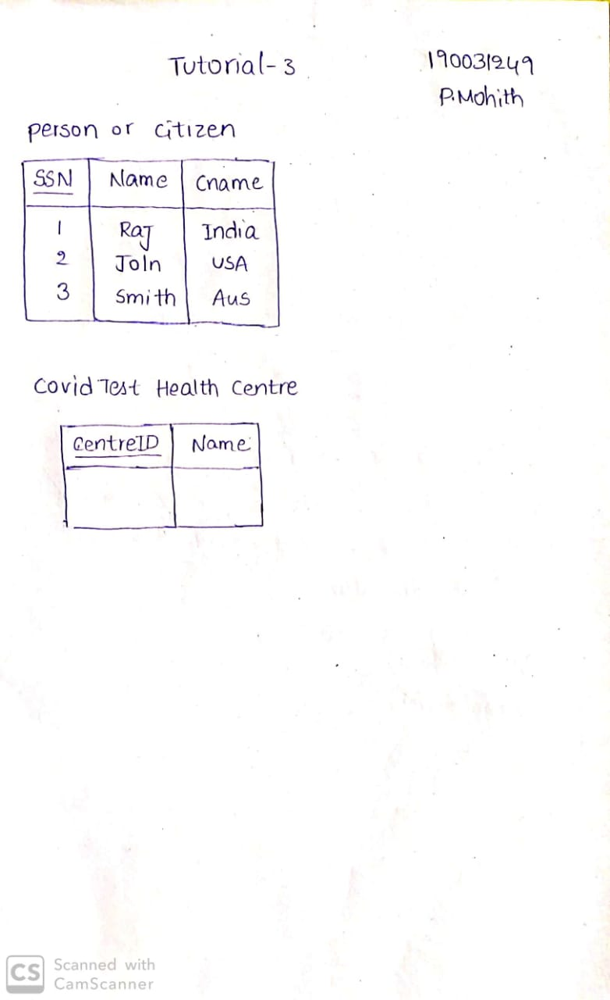 Tutorial-3
190031249
P.Mohith
person or citizen
SSN Name Cname
1 Raj India
2 Joln USA
3 Smith Aus
Covid Test Health Centre
CentreID Name
CS Scanned with
CamScanner